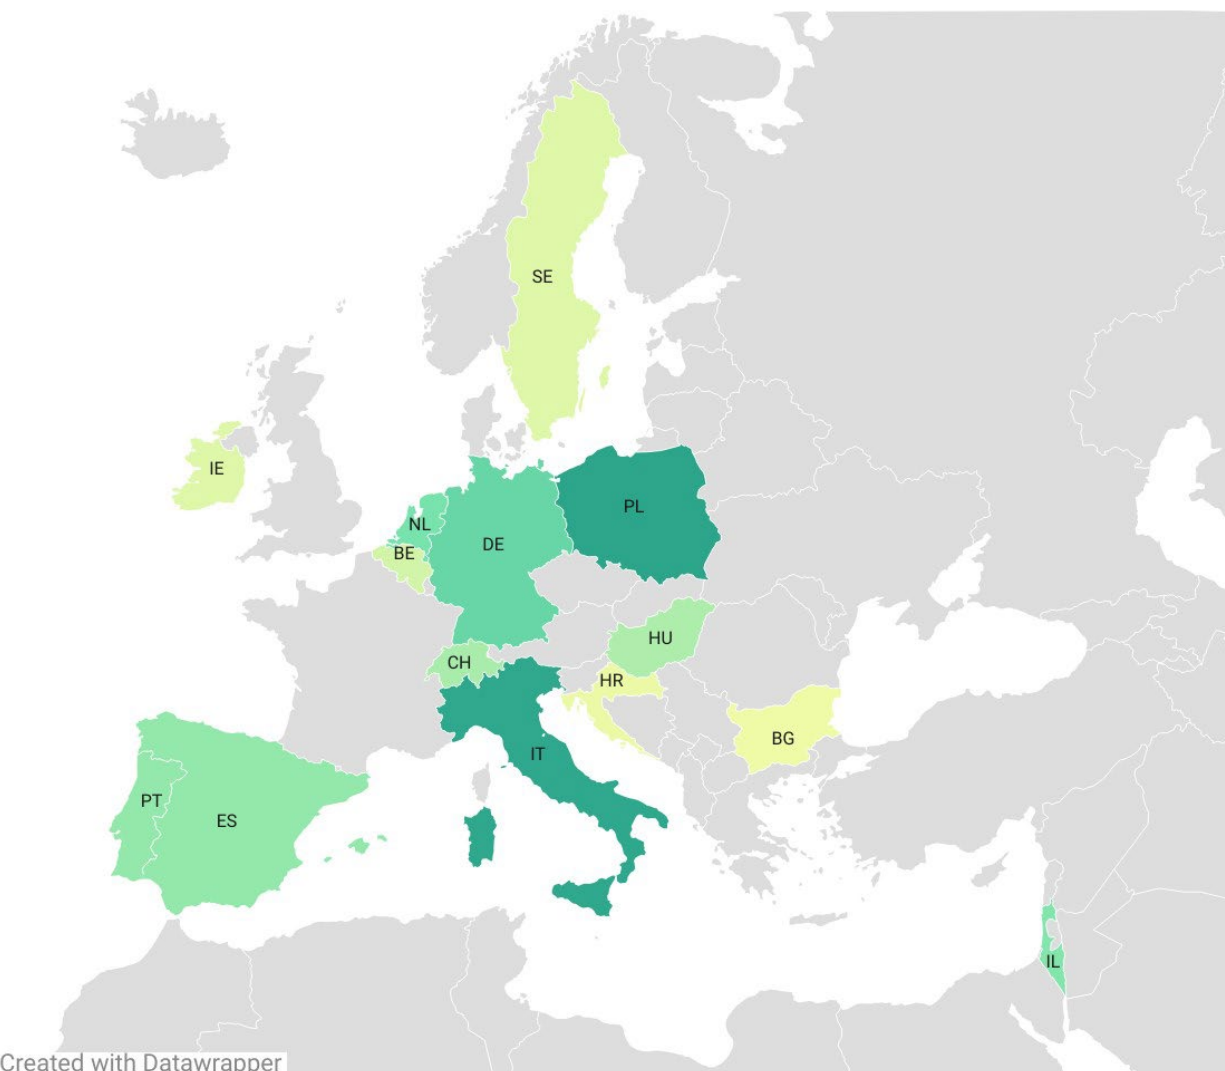 SE
IE
PL
NL
DE
BE
HU
CH
HR
BG
IT
PT
ES
IL
Created with Datawrapper